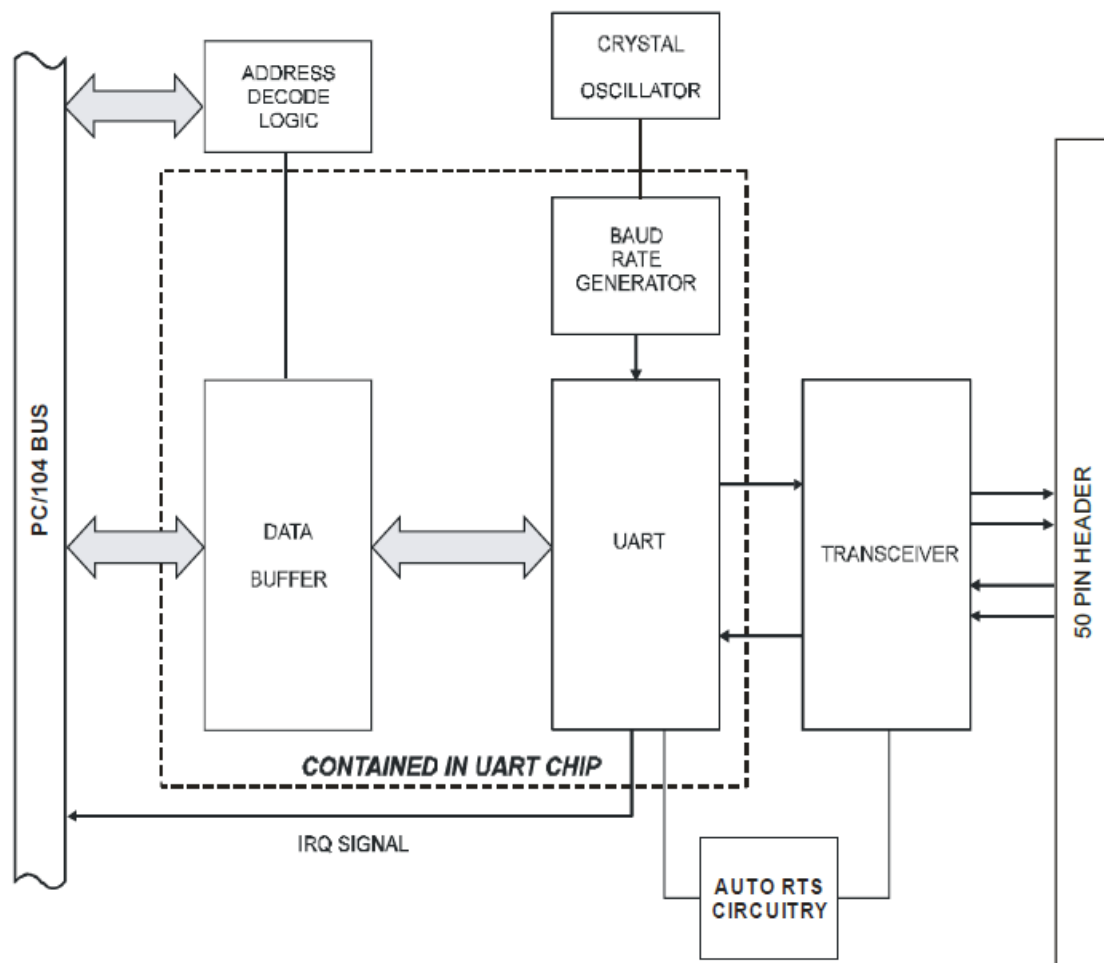 ADDRESS
DECODE
LOGIC
CRYSTAL
OSCILLATOR
BAUD
RATE
GENERATOR
PC/104 BUS
DATA
BUFFER
UART
TRANSCEIVER
50 PIN HEADER
CONTAINED IN UART CHIP
IRQ SIGNAL
AUTO RTS
CIRCUITRY